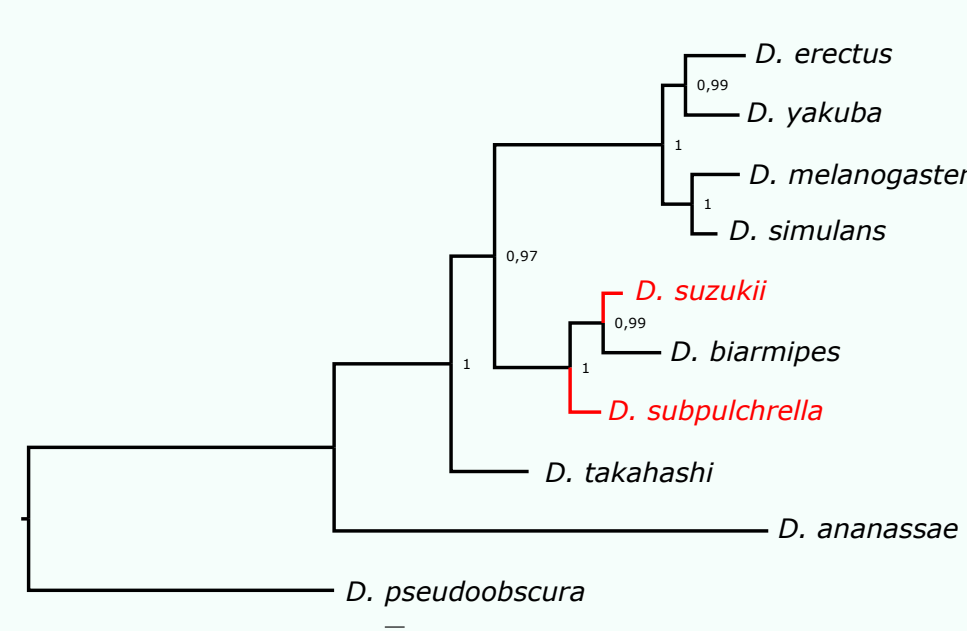 D. erectus
0,99
D. yakuba
1
D. melanogaster
1
D. simulans
0,97
D. suzukii
0,99
D. biarmipes
1
1
D. subpulchrella
D. takahashi
D. ananassae
D. pseudoobscura